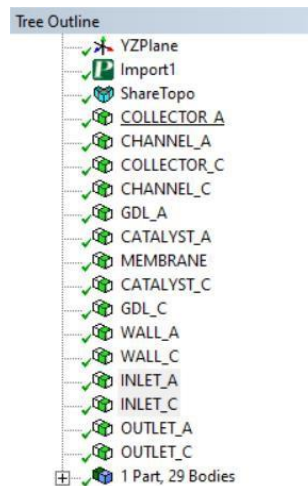 Tree Outline
YZPlane
Import1
ShareTopo
COLLECTOR_A
CHANNEL_A
COLLECTOR_C
CHANNEL_C
GDL_A
CATALYST_A
MEMBRANE
CATALYST_C
GDL_C
WALL_A
WALL_C
INLET_A
INLET_C
OUTLET_A
OUTLET_C
1 Part, 29 Bodies